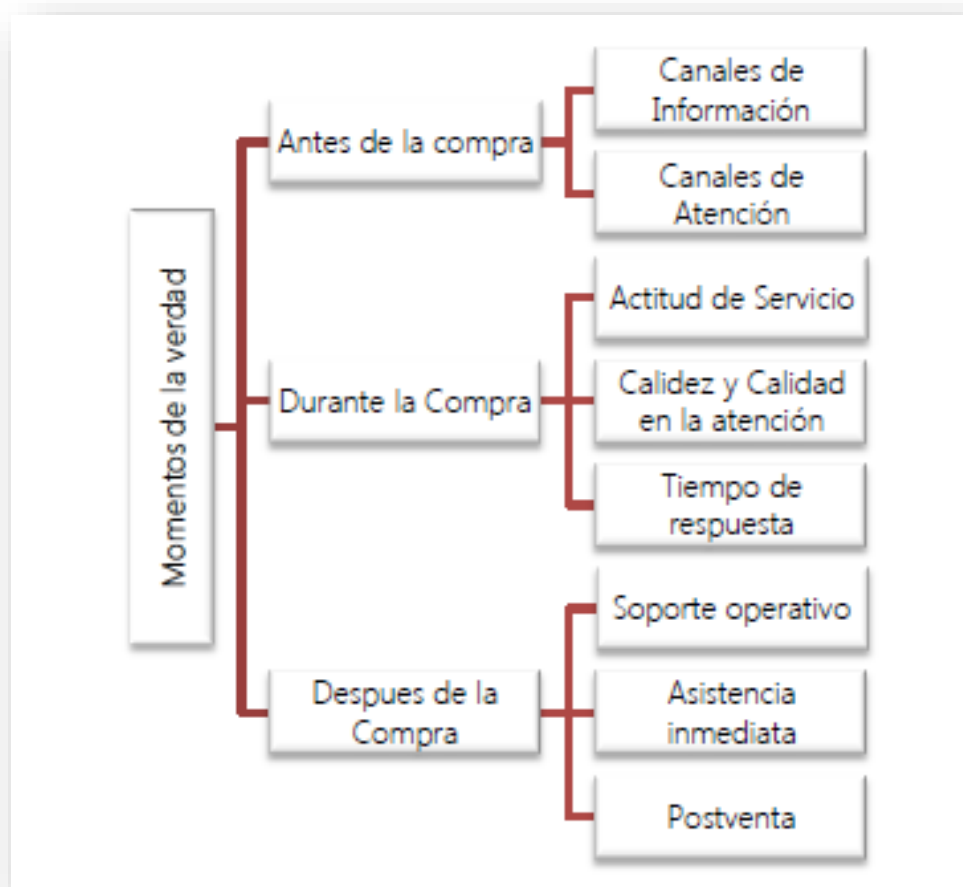 Momentos de la verdad
Antes de la compra
Canales de
Información
Canales de
Atención
Durante la Compra
Actitud de Servicio
Calidez y Calidad
en la atención
Tiempo de
respuesta
Despues de la
Compra
Soporte operativo
Asistencia
inmediata
Postventa